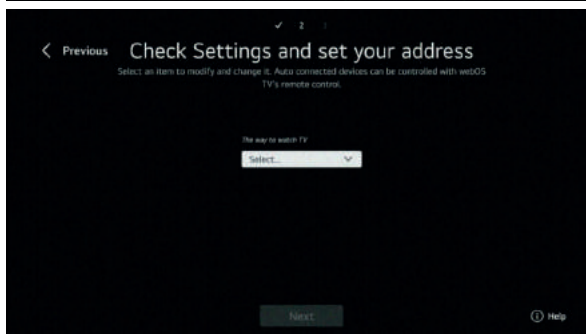 ✓ 2 3
Previous
Check Settings and set your address
Select an item to modify and change it. Auto connected devices can be controlled with webOS
TV's remote control.
The way to watch TV
Select...
Next
Help